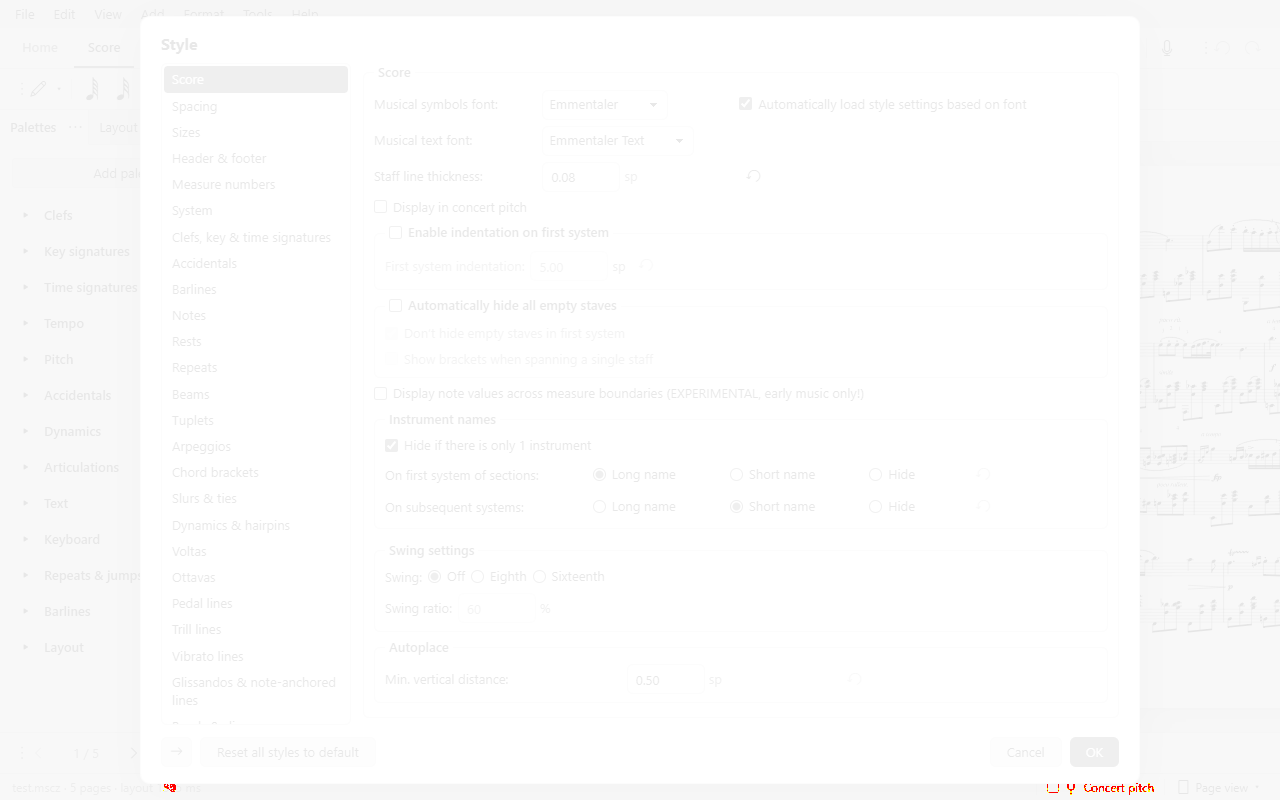 File Edit View Add Format Tools Help
Home Score
Palettes Layout
Add pale
Clefs
Key signatures
Time signatures
Tempo
Pitch
Accidentals
Dynamics
Articulations
Text
Keyboard
Repeats & jumps
Barlines
Layout
1 / 5
Style
Score
Spacing
Sizes
Header & footer
Measure numbers
System
Clefs, key & time signatures
Accidentals
Barlines
Notes
Rests
Repeats
Beams
Tuplets
Arpeggios
Chord brackets
Slurs & ties
Dynamics & hairpins
Voltas
Ottavas
Pedal lines
Trill lines
Vibrato lines
Glissandos & note-anchored
lines
Score
Musical symbols font: Emmentaler Automatically load style settings based on font
Musical text font: Emmentaler Text
Staff line thickness: 0.08 sp
Display in concert pitch
Enable indentation on first system
First system indentation: 5.00 sp
Automatically hide all empty staves
Don't hide empty staves in first system
Show brackets when spanning a single staff
Display note values across measure boundaries (EXPERIMENTAL, early music only!)
Instrument names
Hide if there is only 1 instrument
On first system of sections: Long name Short name Hide
On subsequent systems: Long name Short name Hide
Swing settings
Swing: Off Eighth Sixteenth
Swing ratio: 60 %
Autoplace
Min. vertical distance: 0.50 sp
Reset all styles to default Cancel OK
test.mscz · 5 pages · layout
Concert pitch Page view